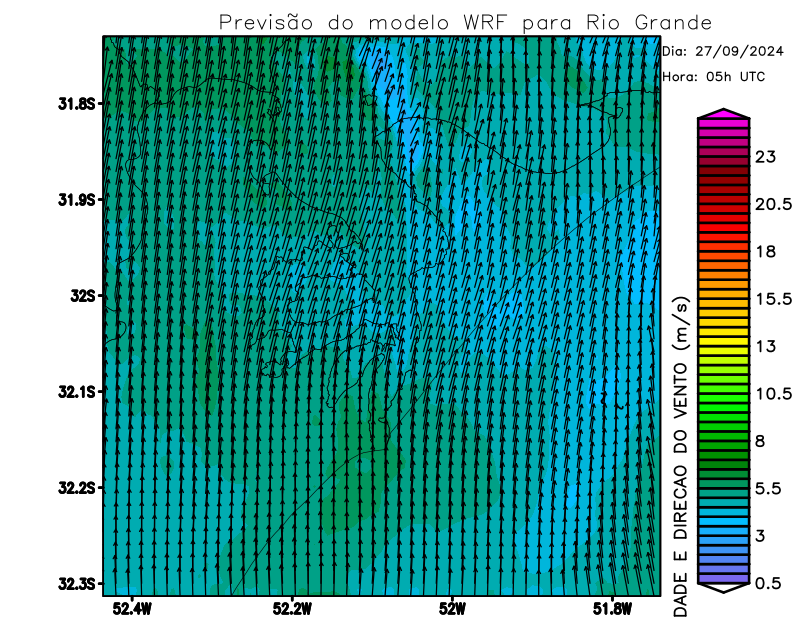 Previsão do modelo WRF para Rio Grande
Dia: 27/09/2024
Hora: 05h UTC
31.8S
31.9S
32S
32.1S
32.2S
32.3S
52.4W
52.2W
52W
51.8W
23
20.5
18
15.5
13
10.5
8
5.5
3
0.5
DADE E DIRECAO DO VENTO (m/s)